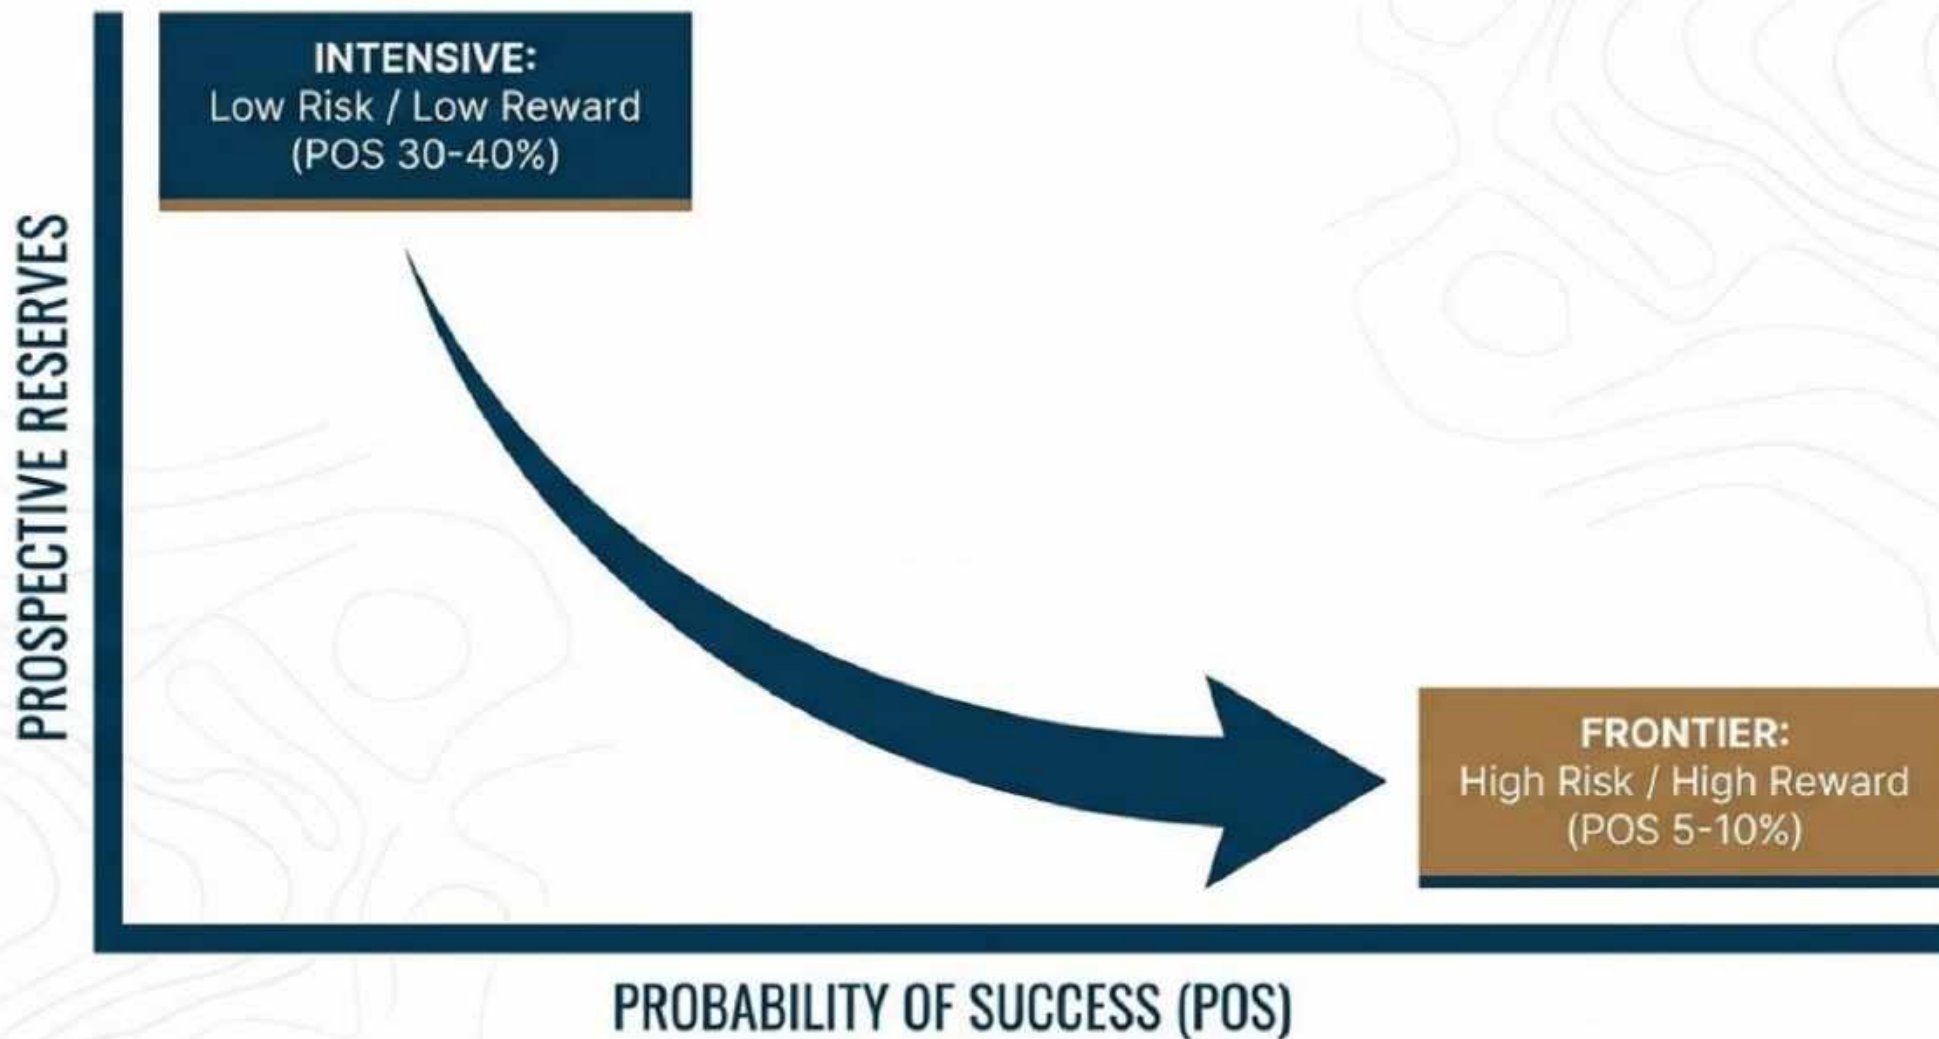 INTENSIVE:
Low Risk / Low Reward
(POS 30-40%)
PROSPECTIVE RESERVES
FRONTIER:
High Risk / High Reward
(POS 5-10%)
PROBABILITY OF SUCCESS (POS)